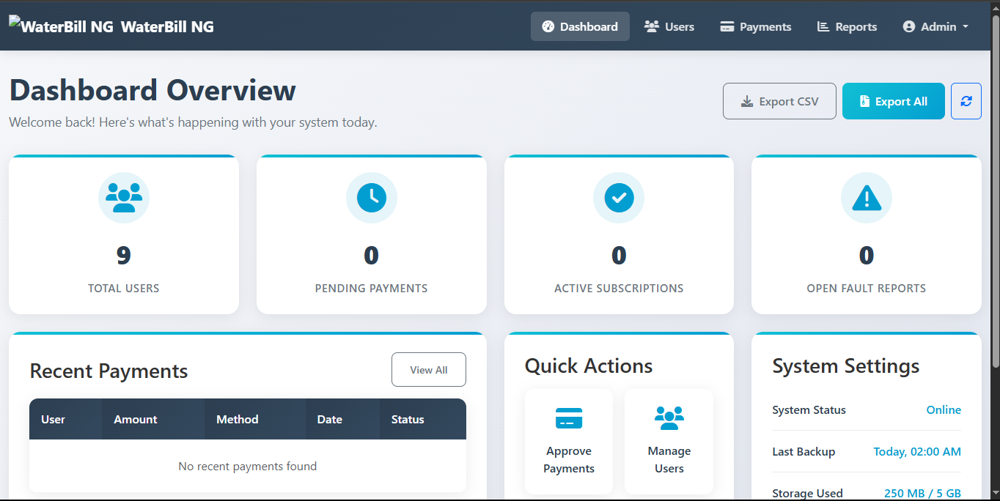 WaterBill NG WaterBill NG
Dashboard
Users
Payments
Reports
Admin
Dashboard Overview
Welcome back! Here's what's happening with your system today.
Export CSV
Export All
9
TOTAL USERS
0
PENDING PAYMENTS
0
ACTIVE SUBSCRIPTIONS
0
OPEN FAULT REPORTS
Recent Payments
View All
User Amount Method Date Status
No recent payments found
Quick Actions
Approve
Payments
Manage
Users
System Settings
System Status Online
Last Backup Today, 02:00 AM
Storage Used 250 MB / 5 GB